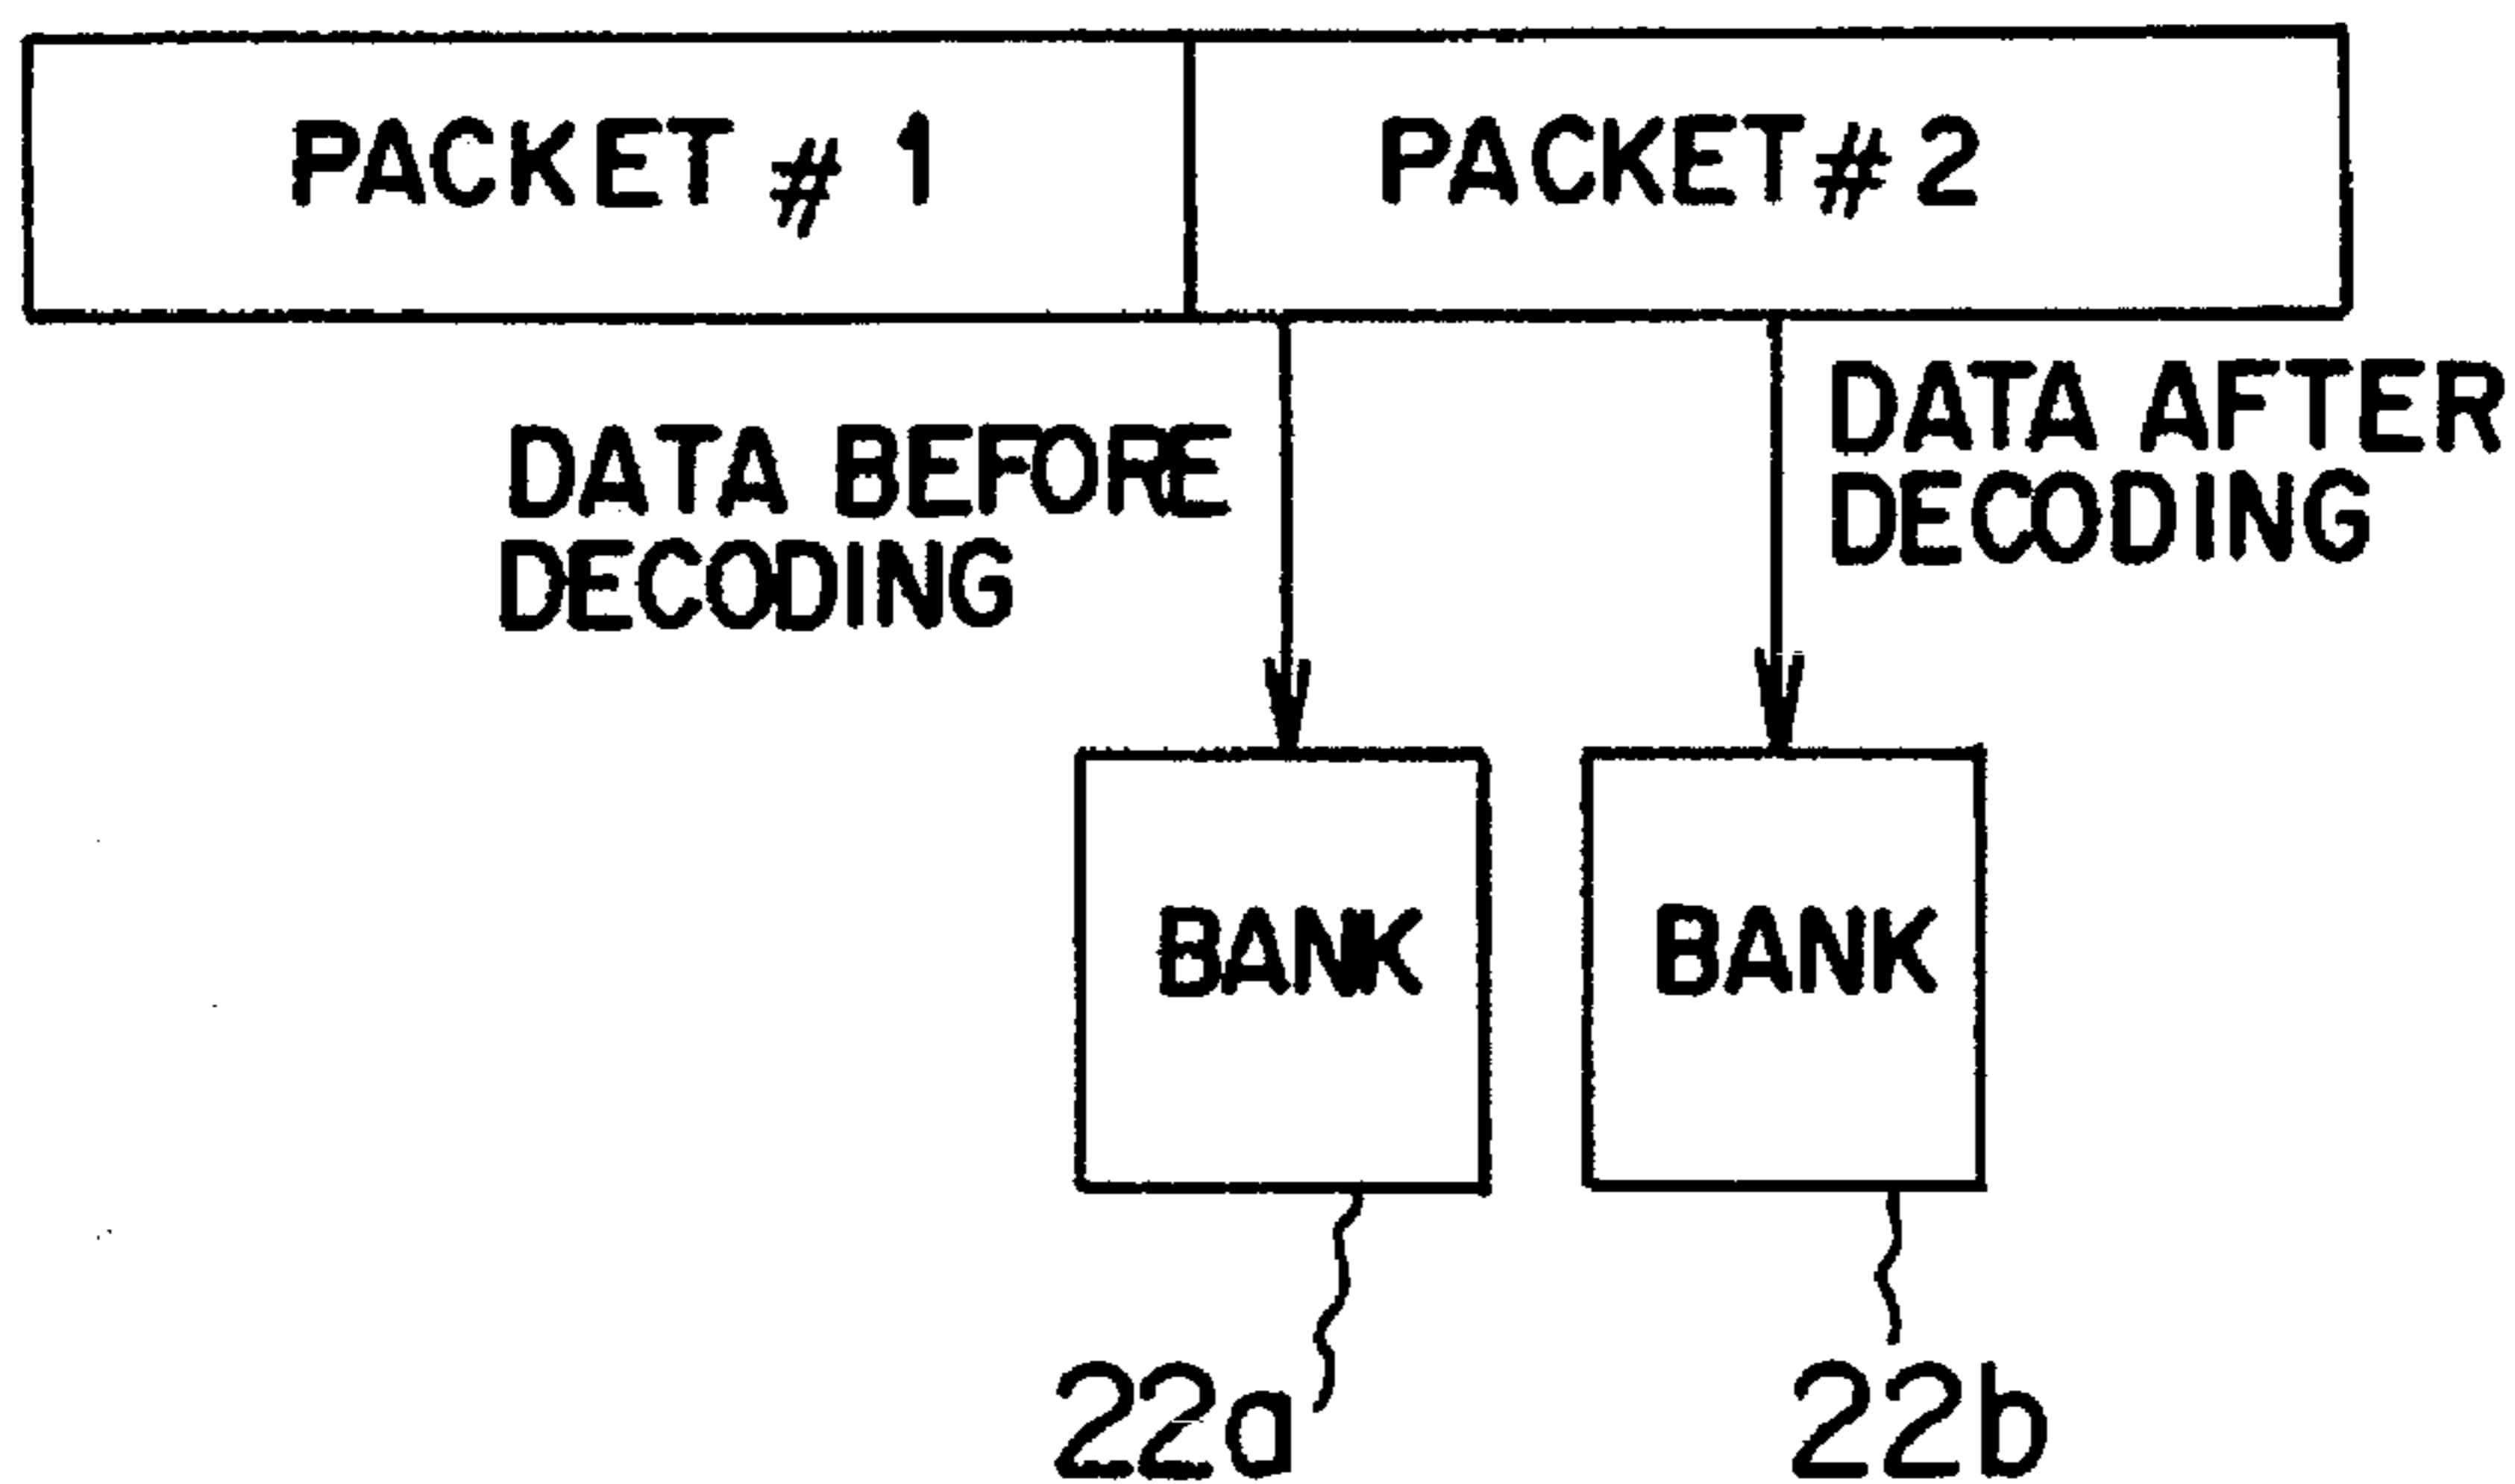 PACKET # 1
PACKET # 2
DATA BEFORE
DECODING
DATA AFTER
DECODING
BANK
BANK
22a
22b